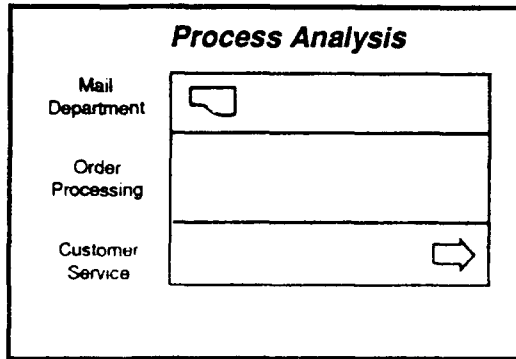 Process Analysis
Mail
Department
Order
Processing
Customer
Service